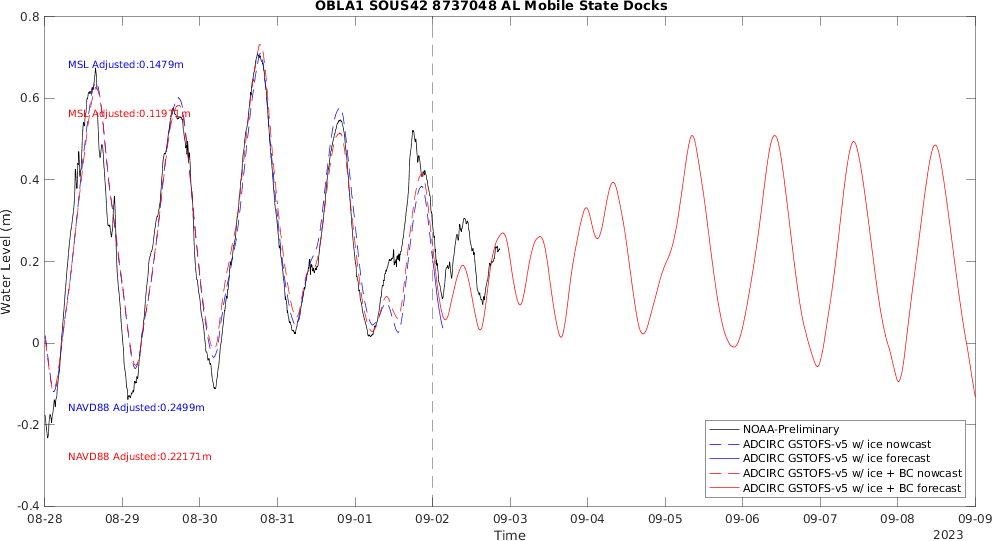 OBLA1 SOUS42 8737048 AL Mobile State Docks
0.8
0.6
0.4
0.2
0
-0.2
-0.4
Water Level (m)
MSL Adjusted:0.1479m
NAVD88 Adjusted:0.2499m
NAVD88 Adjusted:0.22171m
NOAA-Preliminary
ADCIRC GSTOFS-v5 w/ ice nowcast
ADCIRC GSTOFS-v5 w/ ice forecast
ADCIRC GSTOFS-v5 w/ ice + BC nowcast
ADCIRC GSTOFS-v5 w/ ice + BC forecast
08-28 08-29 08-30 08-31 09-01 09-02 09-03 09-04 09-05 09-06 09-07 09-08 09-09
Time
2023
MSL Adjusted: